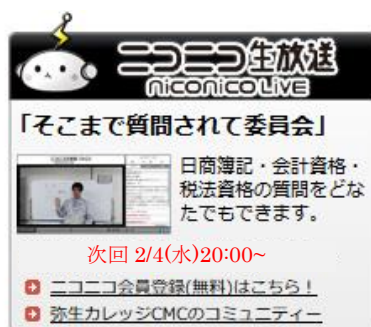 ニコニコ生放送
niconico LIVE
「そこまで質問されて委員会」
日商簿記・会計資格・
税法資格の質問をどな
たでもできます。
次回 2/4(水)20:00~
ニコニコ会員登録(無料)はこちら！
弥生カレッジCMCのコミュニティー